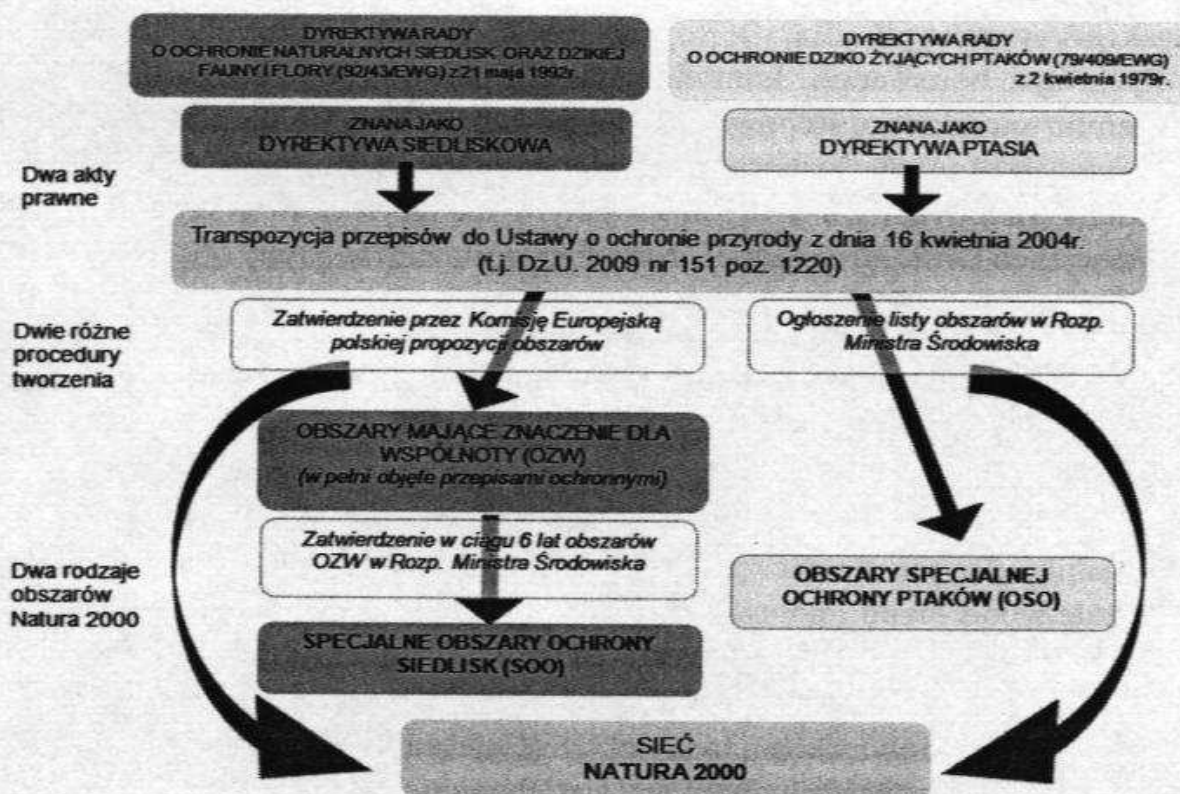 DYREKTYWA RADY
O OCHRONIE NATURALNYCH SIEDLISK ORAZ DZIKIEJ
FAUNY I FLORY (92/43/EWG) z 21 maja 1992r.
DYREKTYWA RADY
O OCHRONIE DZIKO ŻYJĄCYCH PTAKÓW (79/409/EWG)
z 2 kwietnia 1979r.
ZNANA JAKO
DYREKTYWA SIEDLISKOWA
ZNANA JAKO
DYREKTYWA PTASIA
Dwa akty
prawne
Transpozycja przepisów do Ustawy o ochronie przyrody z dnia 16 kwietnia 2004r.
(t.j. Dz.U. 2009 nr 151 poz. 1220)
Dwie różne
procedury
tworzenia
Zatwierdzenie przez Komisję Europejską
polskiej propozycji obszarów
Ogłoszenie listy obszarów w Rozp.
Ministra Środowiska
OBSZARY MAJĄCE ZNACZENIE DLA
WSPÓLNOTY (OZW)
(w pełni objęte przepisami ochronnymi)
Zatwierdzenie w ciągu 6 lat obszarów
OZW w Rozp. Ministra Środowiska
Dwa rodzaje
obszarów
Natura 2000
OBSZARY SPECJALNEJ
OCHRONY PTAKÓW (OSO)
SPECJALNE OBSZARY OCHRONY
SIEDLISK (SOO)
SIEĆ
NATURA 2000